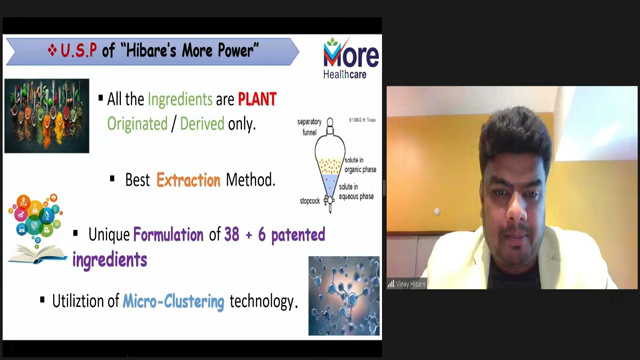 ❖ U.S.P of “Hibare's More Power”
More
Healthcare
▪ All the Ingredients are PLANT
Originated / Derived only.
separatory
funnel
solute in
organic phase
solute in
aqueous phase
stopcock
▪ Best Extraction Method.
▪ Unique Formulation of 38 + 6 patented
ingredients
▪ Utiliztion of Micro-Clustering technology.
Vinay Hibare